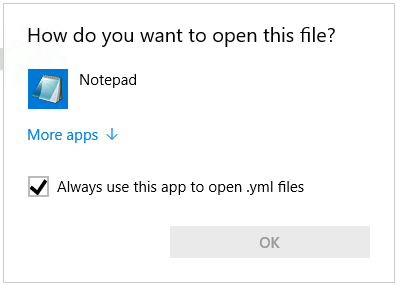 How do you want to open this file?
Notepad
More apps ↓
Always use this app to open .yml files
OK